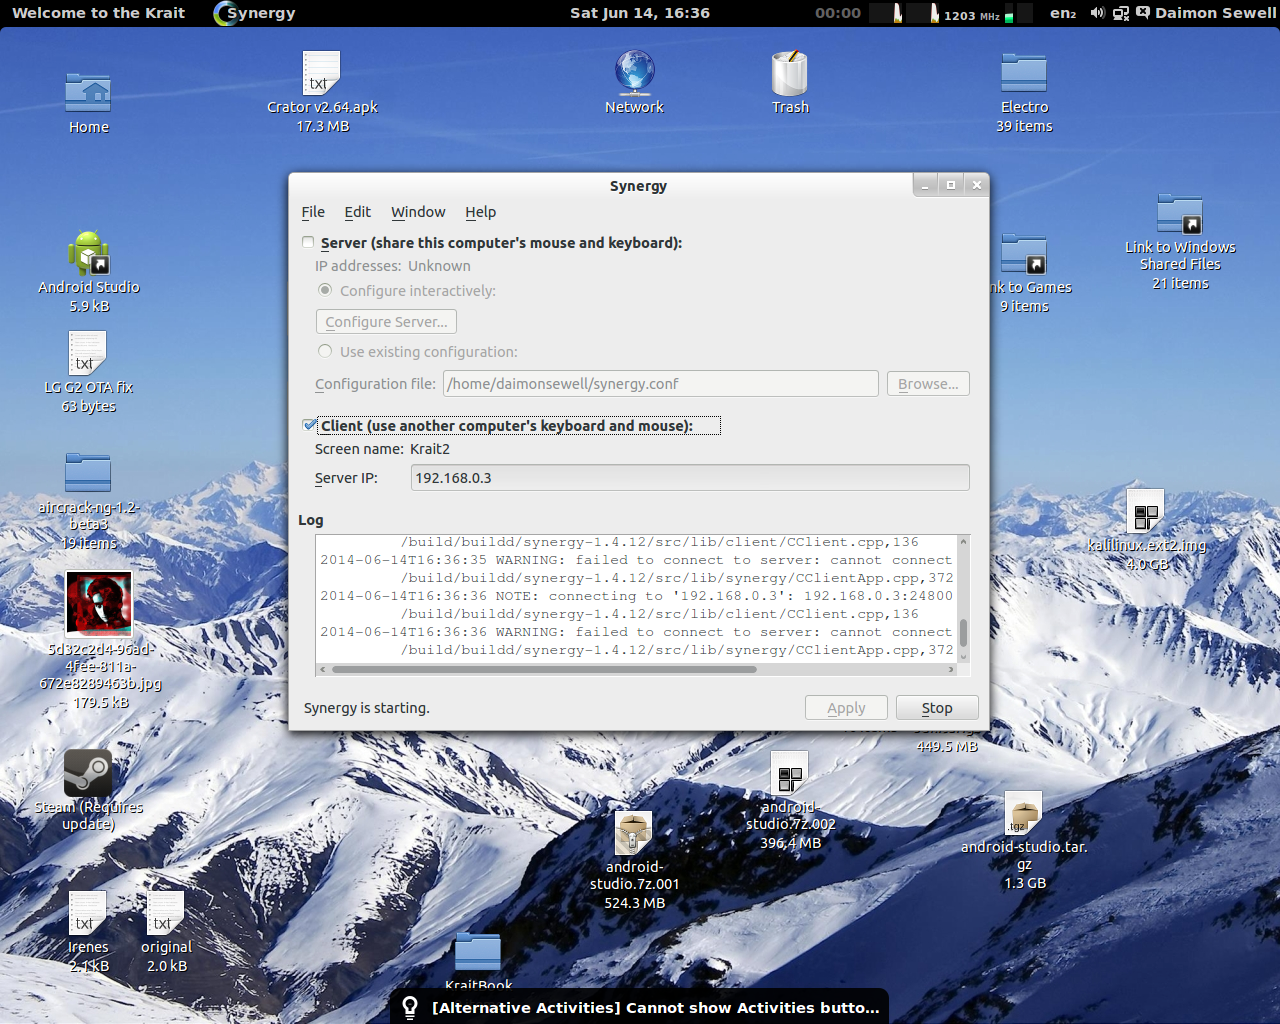 Welcome to the Krait
Synergy
Sat Jun 14, 16:36
00:00
1203 MHz
en₂
Daimon Sewell
Home
txt
Crator v2.64.apk
17.3 MB
Network
Trash
Electro
39 items
Android Studio
5.9 kB
Link to Windows
Shared Files
21 items
nk to Games
9 items
txt
LG G2 OTA fix
63 bytes
aircrack-ng-1.2-
beta3
19 items
5d32c2d4-96ad-
4fee-811a-
672e8289463b.jpg
179.5 kB
kalilinux.ext2.img
4.0 GB
Synergy
File
Edit
Window
Help
Server (share this computer's mouse and keyboard):
IP addresses: Unknown
Configure interactively:
Configure Server...
Use existing configuration:
Configuration file:
/home/daimonsewell/synergy.conf
Browse...
Client (use another computer's keyboard and mouse):
Screen name: Krait2
Server IP:
192.168.0.3
Log
/build/buildd/synergy-1.4.12/src/lib/client/CClient.cpp,136
2014-06-14T16:36:35 WARNING: failed to connect to server: cannot connect
/build/buildd/synergy-1.4.12/src/lib/synergy/CClientApp.cpp,372
2014-06-14T16:36:36 NOTE: connecting to '192.168.0.3': 192.168.0.3:24800
/build/buildd/synergy-1.4.12/src/lib/client/CClient.cpp,136
2014-06-14T16:36:36 WARNING: failed to connect to server: cannot connect
/build/buildd/synergy-1.4.12/src/lib/synergy/CClientApp.cpp,372
Synergy is starting.
Apply
Stop
449.5 MB
Steam (Requires
update)
android-
studio.7z.002
396.4 MB
android-
studio.7z.001
524.3 MB
.tgz
android-studio.tar.
gz
1.3 GB
txt
Irenes
2.1 kB
txt
original
2.0 kB
KraitBook
[Alternative Activities] Cannot show Activities butto...